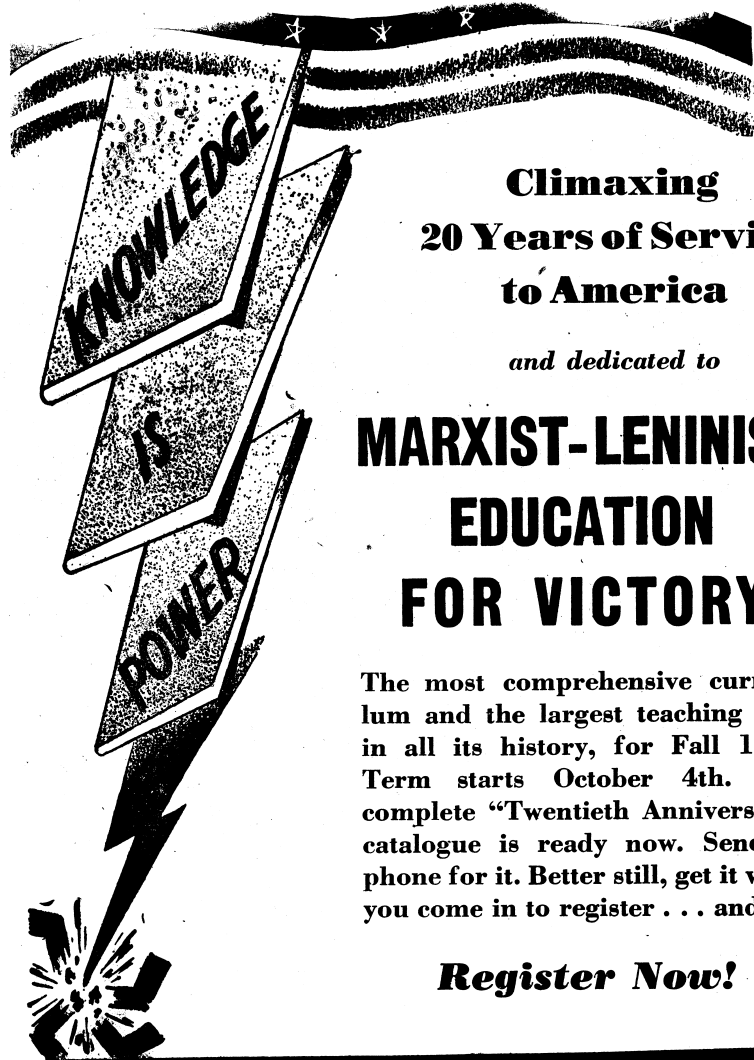 KNOWLEDGE
IS
POWER
Climaxing
20 Years of Servi
to America
and dedicated to
MARXIST-LENINIS
EDUCATION
FOR VICTORY
The most comprehensive curr
lum and the largest teaching
in all its history, for Fall 1
Term starts October 4th.
complete “Twentieth Annivers
catalogue is ready now. Send
phone for it. Better still, get it w
you come in to register . . . and
Register Now!